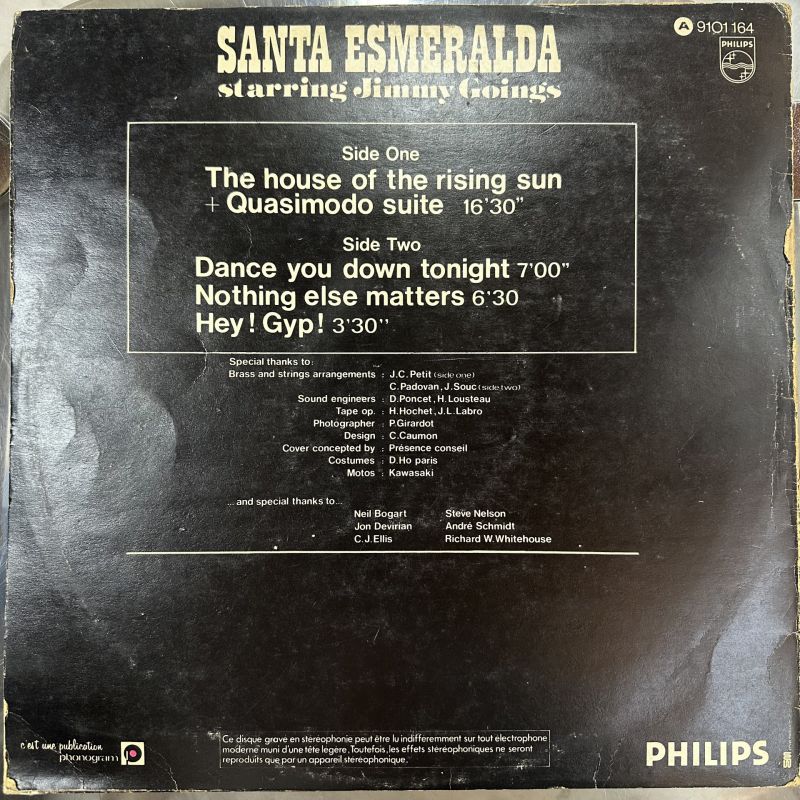 SANTA ESMERALDA
starring Jimmy Goings
A 9101 164
PHILIPS
Side One
The house of the rising sun
+ Quasimodo suite 16'30"
Side Two
Dance you down tonight 7'00"
Nothing else matters 6'30
Hey! Gyp! 3'30''
Special thanks to:
Brass and strings arrangements : J.C. Petit (side one)
C. Padovan, J. Souc (side two)
Sound engineers : D. Poncet, H. Lousteau
Tape op. : H. Hochet, J.L. Labro
Photographer : P. Girardot
Design : C. Caumon
Cover concepted by : Présence conseil
Costumes : D. Ho paris
Motos : Kawasaki
...and special thanks to...
Neil Bogart Steve Nelson
Jon Devirian André Schmidt
C.J. Ellis Richard W. Whitehouse
c'est une publication
phonogram
Ce disque gravé en stéréophonie peut être lu indifféremment sur tout électrophone
moderne muni d'une tête légère. Toutefois, les effets stéréophoniques ne seront
reproduits que par un appareil stéréophonique.
PHILIPS